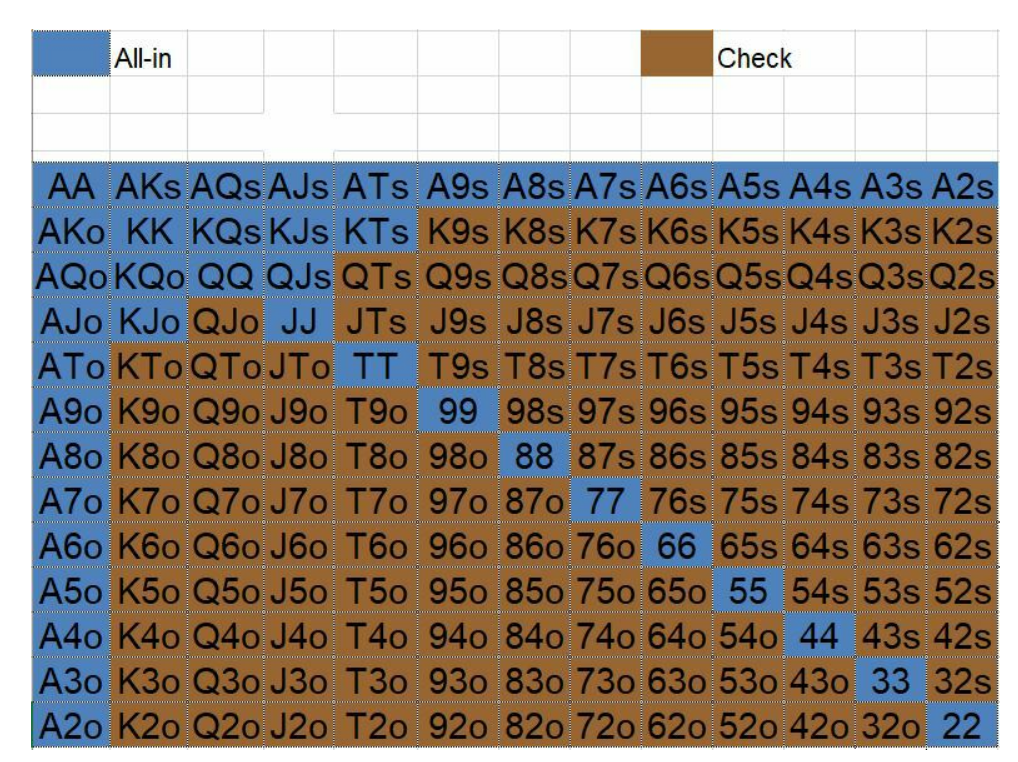 All-in Check
AA AKs AQs AJs ATs A9s A8s A7s A6s A5s A4s A3s A2s
AKo KK KQs KJs KTs K9s K8s K7s K6s K5s K4s K3s K2s
AQo KQo QQ QJs QTs Q9s Q8s Q7s Q6s Q5s Q4s Q3s Q2s
AJo KJo QJo JJ JTs J9s J8s J7s J6s J5s J4s J3s J2s
ATo KTo QTo JTo TT T9s T8s T7s T6s T5s T4s T3s T2s
A9o K9o Q9o J9o T9o 99 98s 97s 96s 95s 94s 93s 92s
A8o K8o Q8o J8o T8o 98o 88 87s 86s 85s 84s 83s 82s
A7o K7o Q7o J7o T7o 97o 87o 77 76s 75s 74s 73s 72s
A6o K6o Q6o J6o T6o 96o 86o 76o 66 65s 64s 63s 62s
A5o K5o Q5o J5o T5o 95o 85o 75o 65o 55 54s 53s 52s
A4o K4o Q4o J4o T4o 94o 84o 74o 64o 54o 44 43s 42s
A3o K3o Q3o J3o T3o 93o 83o 73o 63o 53o 43o 33 32s
A2o K2o Q2o J2o T2o 92o 82o 72o 62o 52o 42o 32o 22